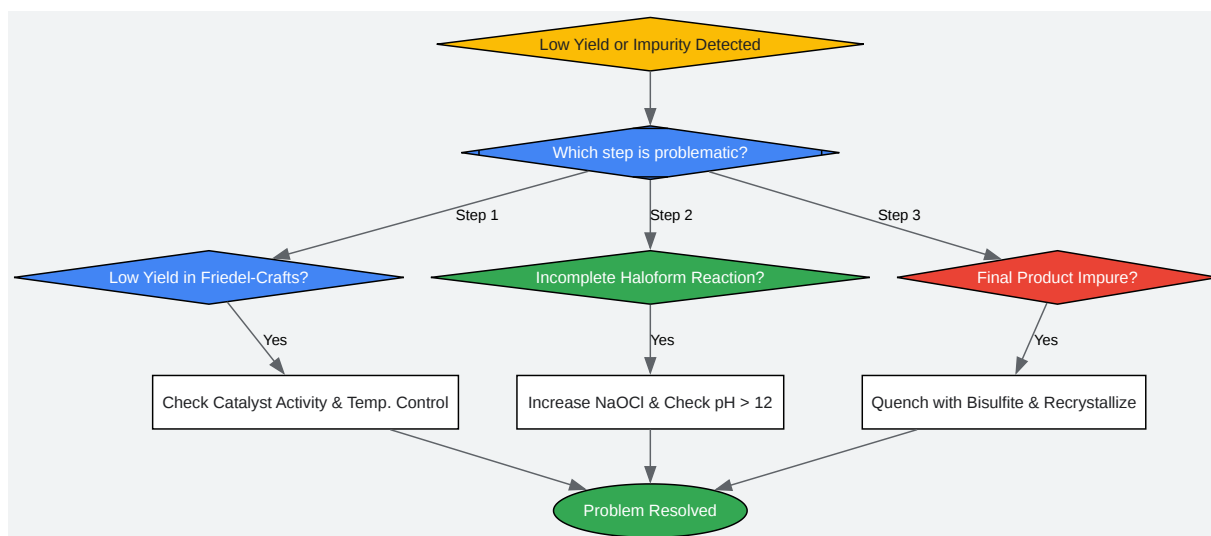 Low Yield or Impurity Detected
Which step is problematic?
Step 1
Step 2
Step 3
Low Yield in Friedel-Crafts?
Incomplete Haloform Reaction?
Final Product Impure?
Yes
Yes
Yes
Check Catalyst Activity & Temp. Control
Increase NaOCl & Check pH > 12
Quench with Bisulfite & Recrystallize
Problem Resolved